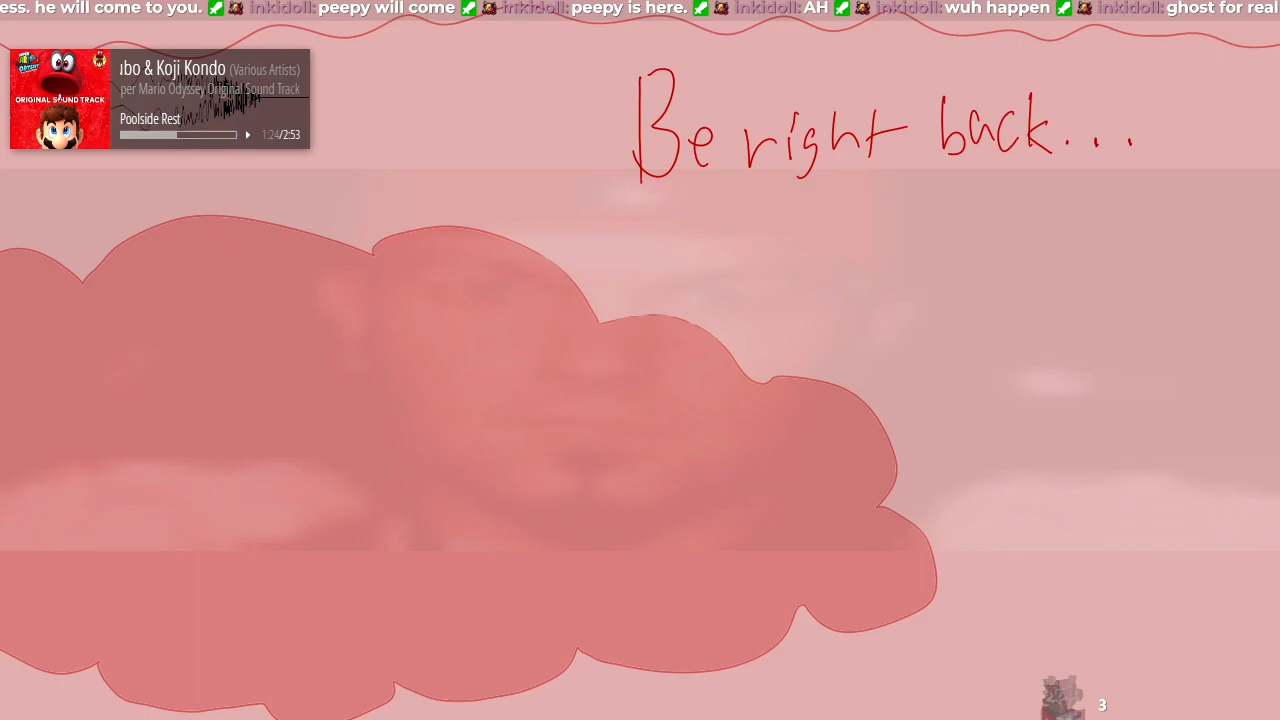 ess. he will come to you. inkidoll: peepy will come inkidoll: peepy is here. inkidoll: AH inkidoll: wuh happen inkidoll: ghost for real
ıbo & Koji Kondo (Various Artists)
per Mario Odyssey Original Sound Track
Poolside Rest
1:24/2:53
ORIGINAL SOUND TRACK
Be right back...
3